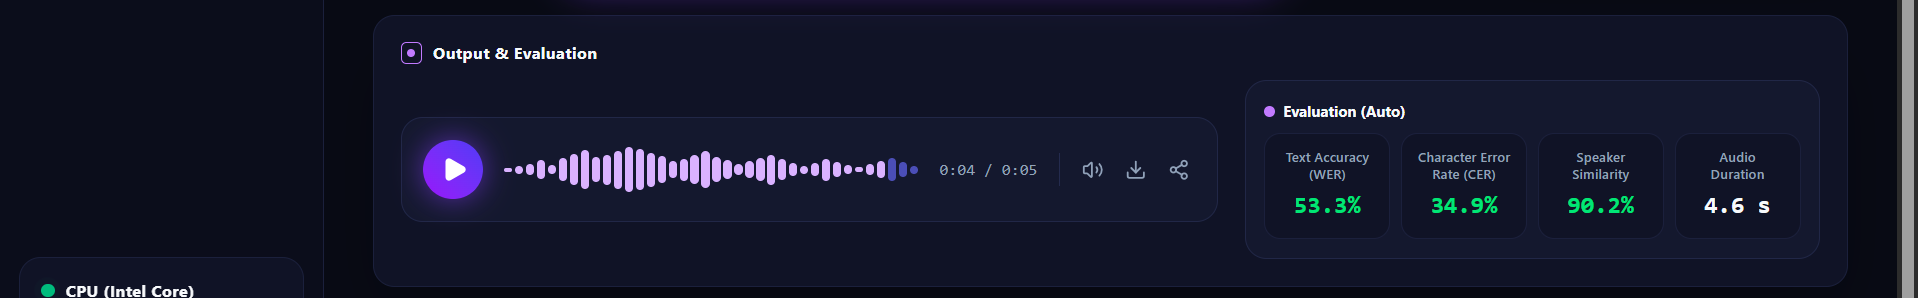 Output & Evaluation
0:04 / 0:05
Evaluation (Auto)
Text Accuracy
(WER)
53.3%
Character Error
Rate (CER)
34.9%
Speaker
Similarity
90.2%
Audio
Duration
4.6 s
CPU (Intel Core)